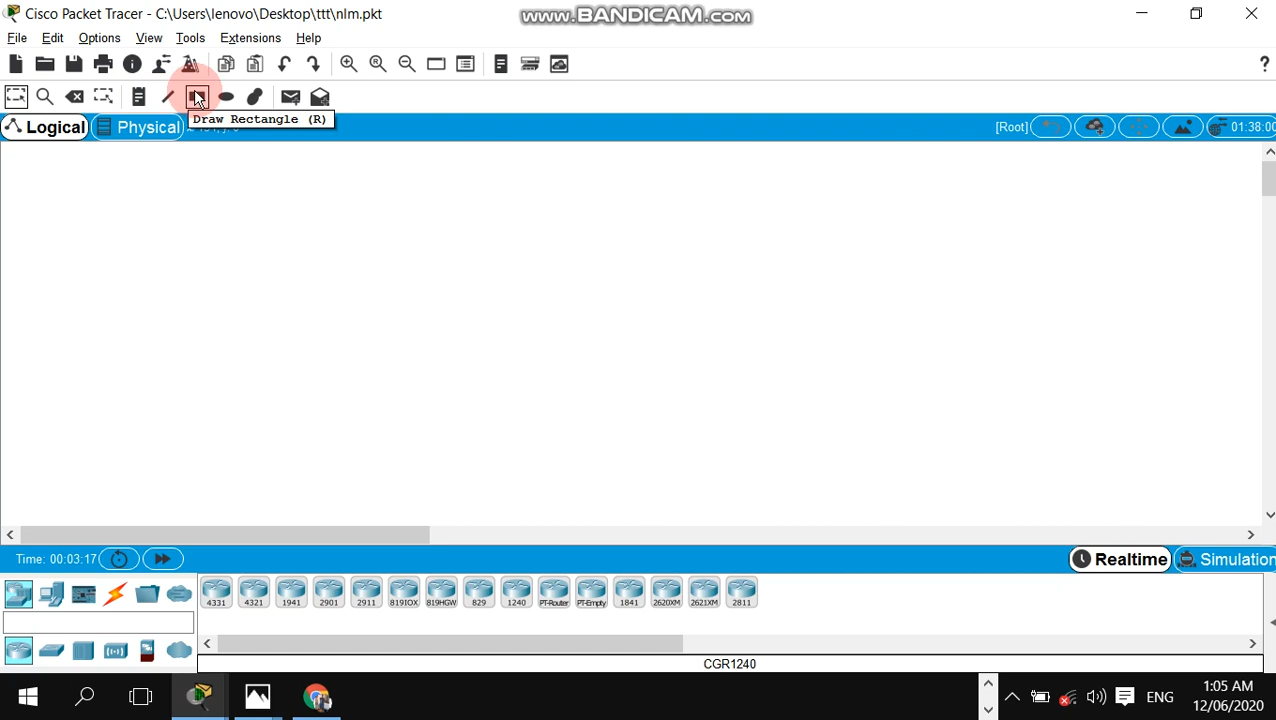 Cisco Packet Tracer - C:\Users\lenovo\Desktop\ttt\nlm.pkt
www.BANDICAM.com
File Edit Options View Tools Extensions Help
?
Draw Rectangle (R)
Logical Physical
[Root] 01:38:00
Time: 00:03:17
Realtime Simulation
4331 4321 1941 2901 2911 819IOX 819HGW 829 1240 PT-Router PT-Empty 1841 2620XM 2621XM 2811
CGR1240
ENG
1:05 AM
12/06/2020